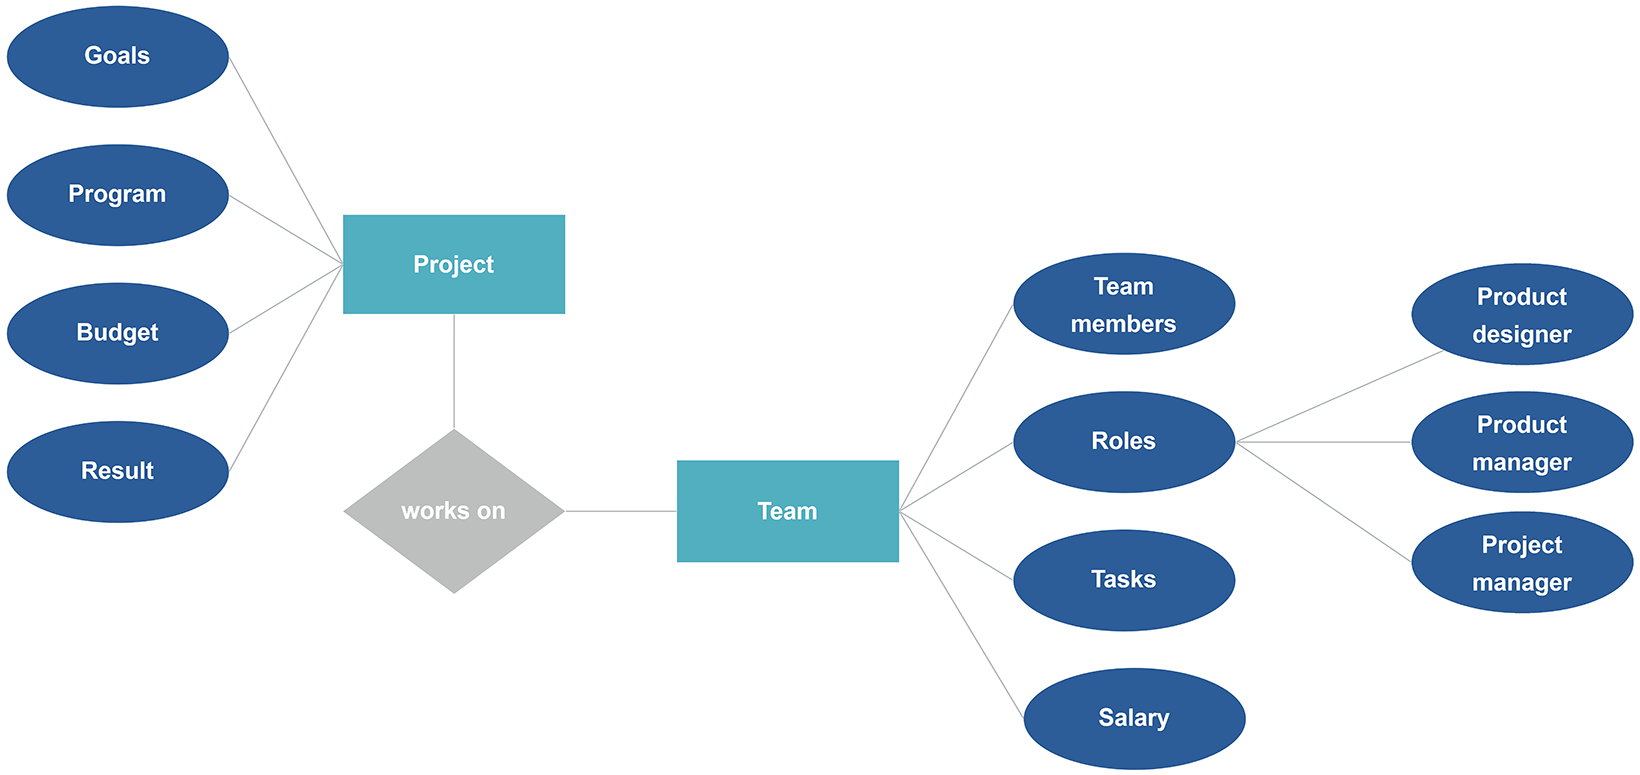 Goals
Program
Budget
Result
Project
works on
Team
Team
members
Roles
Tasks
Salary
Product
designer
Product
manager
Project
manager